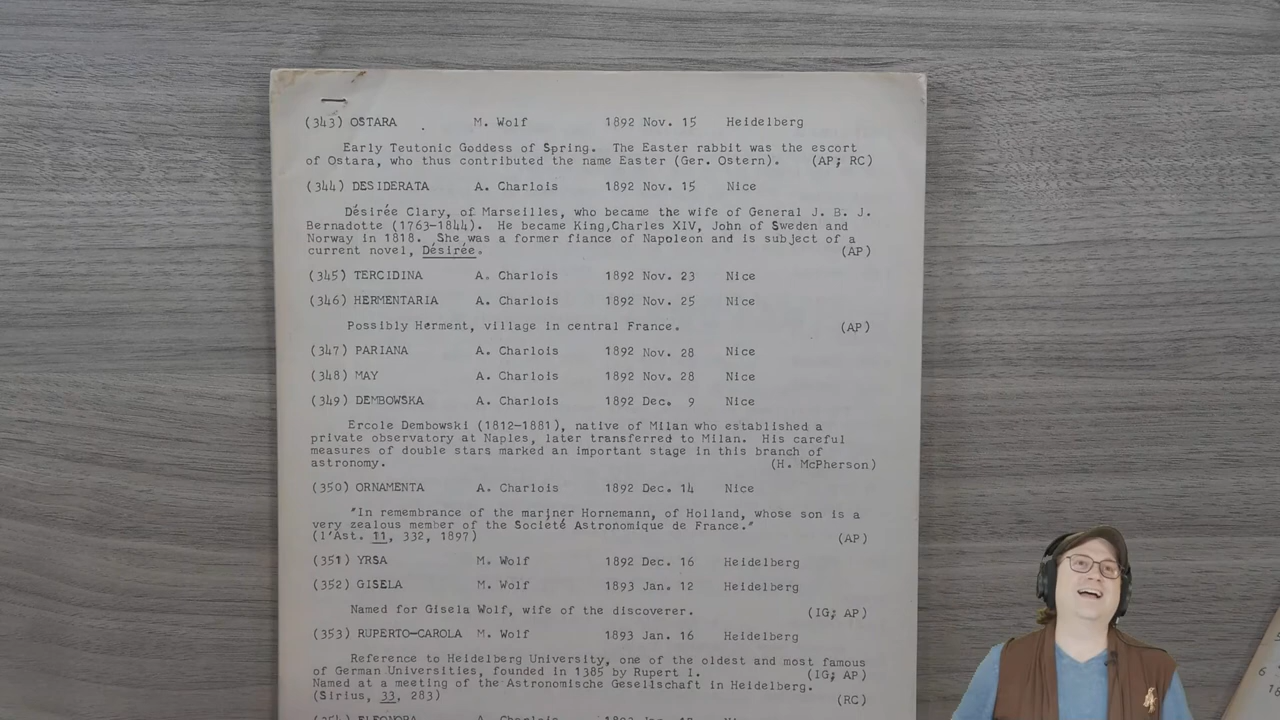 (343) OSTARA M. Wolf 1892 Nov. 15 Heidelberg
Early Teutonic Goddess of Spring. The Easter rabbit was the escort
of Ostara, who thus contributed the name Easter (Ger. Ostern). (AP; RC)
(344) DESIDERATA A. Charlois 1892 Nov. 15 Nice
Désirée Clary, of Marseilles, who became the wife of General J. B. J.
Bernadotte (1763-1844). He became King Charles XIV, John of Sweden and
Norway in 1818. She was a former fiance of Napoleon and is subject of a
current novel, Désirée. (AP)
(345) TERCIDINA A. Charlois 1892 Nov. 23 Nice
(346) HERMENTARIA A. Charlois 1892 Nov. 25 Nice
Possibly Herment, village in central France. (AP)
(347) PARIANA A. Charlois 1892 Nov. 28 Nice
(348) MAY A. Charlois 1892 Nov. 28 Nice
(349) DEMBOWSKA A. Charlois 1892 Dec. 9 Nice
Ercole Dembowski (1812-1881), native of Milan who established a
private observatory at Naples, later transferred to Milan. His careful
measures of double stars marked an important stage in this branch of
astronomy. (H. McPherson)
(350) ORNAMENTA A. Charlois 1892 Dec. 14 Nice
"In remembrance of the mariner Hornemann, of Holland, whose son is a
very zealous member of the Societé Astronomique de France."
(l'Ast. 11, 332, 1897) (AP)
(351) YRSA M. Wolf 1892 Dec. 16 Heidelberg
(352) GISELA M. Wolf 1893 Jan. 12 Heidelberg
Named for Gisela Wolf, wife of the discoverer. (IG; AP)
(353) RUPERTO-CAROLA M. Wolf 1893 Jan. 16 Heidelberg
Reference to Heidelberg University, one of the oldest and most famous
of German Universities, founded in 1385 by Rupert I. (IG; AP)
Named at a meeting of the Astronomische Gesellschaft in Heidelberg.
(Sirius, 33, 283) (RC)